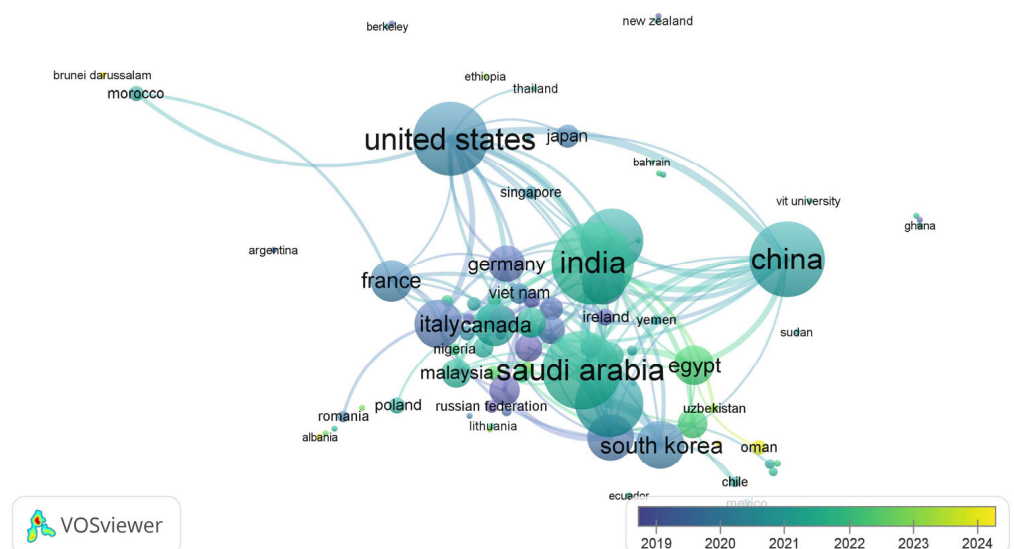 berkeley
new zealand
brunei darussalam
morocco
ethiopia
thailand
united states
japan
bahrain
singapore
vit university
ghana
argentina
germany
india
china
france
viet nam
italy
canada
ireland
yemen
sudan
nigeria
malaysia
saudi arabia
egypt
poland
russian federation
uzbekistan
romania
lithuania
albania
south korea
oman
chile
ecuador
mexico
VOSviewer
2019 2020 2021 2022 2023 2024